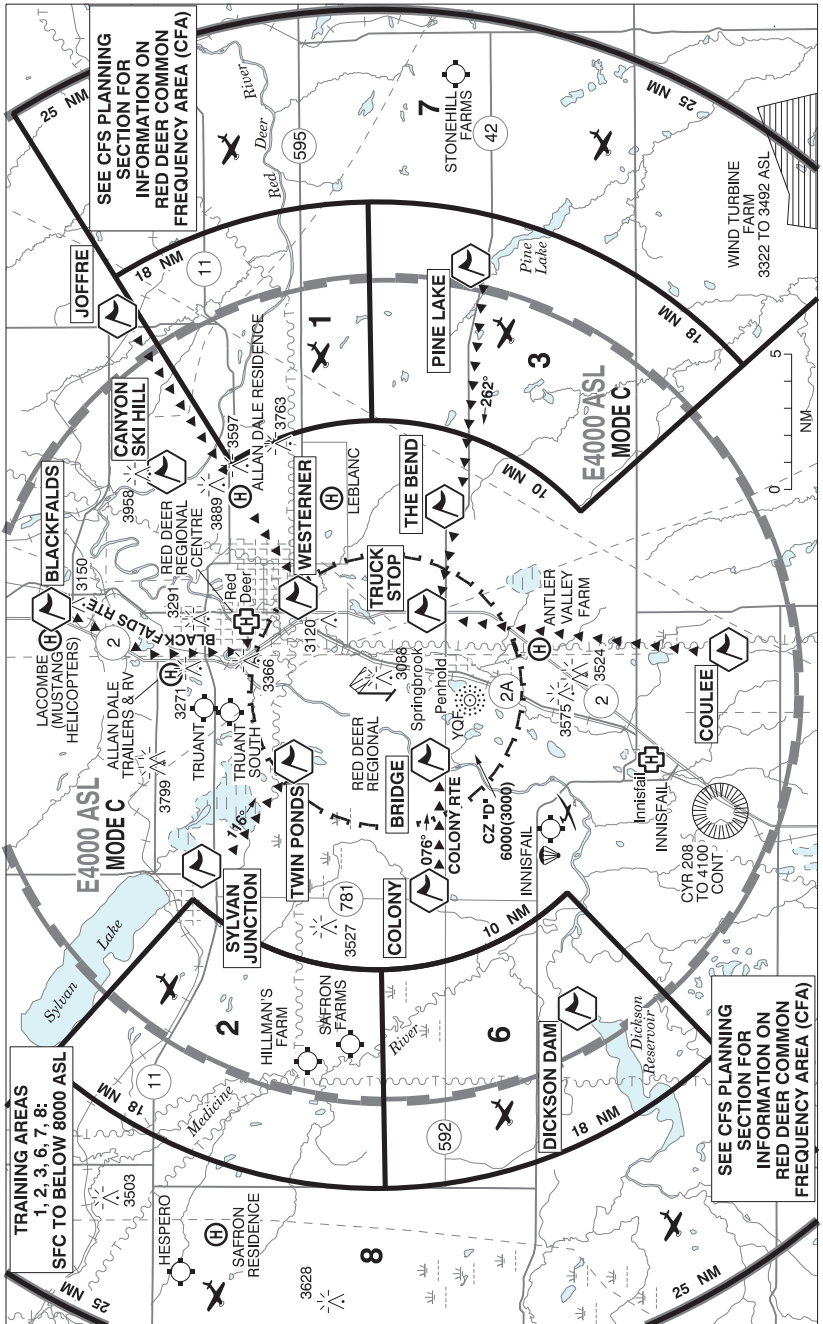 TRAINING AREAS
1, 2, 3, 6, 7, 8:
SFC TO BELOW 8000 ASL
SEE CFS PLANNING
SECTION FOR
INFORMATION ON
RED DEER COMMON
FREQUENCY AREA (CFA)
25 NM
JOFFRE
18 NM
11
595
Red
Deer
River
7
STONEHILL
FARMS
42
25 NM
WIND TURBINE
FARM
3322 TO 3492 ASL
Pine
Lake
PINE LAKE
18 NM
1
3
262°
E4000 ASL
MODE C
5
0
NM
10 NM
THE BEND
CANYON
SKI HILL
3958
3889
3597
3763
ALLAN DALE RESIDENCE
H
LEBLANC
H
BLACKFALDS
3150
RED DEER
REGIONAL
CENTRE
3291
Red
Deer
H
WESTERNER
3120
TRUCK
STOP
BLACKFALDS RTE
BLACKFALDS
2
LACOMBE
(MUSTANG
HELICOPTERS)
H
ALLAN DALE
TRAILERS & RV
H
3271
3366
3088
Springbrook
Penhold
YQF
2A
ANTLER
VALLEY
FARM
H
3575
3524
2
COULEE
3799
TRUANT
TRUANT
SOUTH
RED DEER
REGIONAL
BRIDGE
TWIN PONDS
116°
E4000 ASL
MODE C
076°
COLONY RTE
CZ "D"
6000(3000)
INNISFAIL
Innisfail
H
INNISFAIL
CYR 208
TO 4100
CONT
SYLVAN
JUNCTION
781
3527
COLONY
10 NM
Sylvan
Lake
2
HILLMAN'S
FARM
SAFRON
FARMS
Medicine
River
6
DICKSON DAM
Dickson
Reservoir
11
18 NM
592
18 NM
3503
HESPERO
H
SAFRON
RESIDENCE
3628
8
25 NM
25 NM
SEE CFS PLANNING
SECTION FOR
INFORMATION ON
RED DEER COMMON
FREQUENCY AREA (CFA)